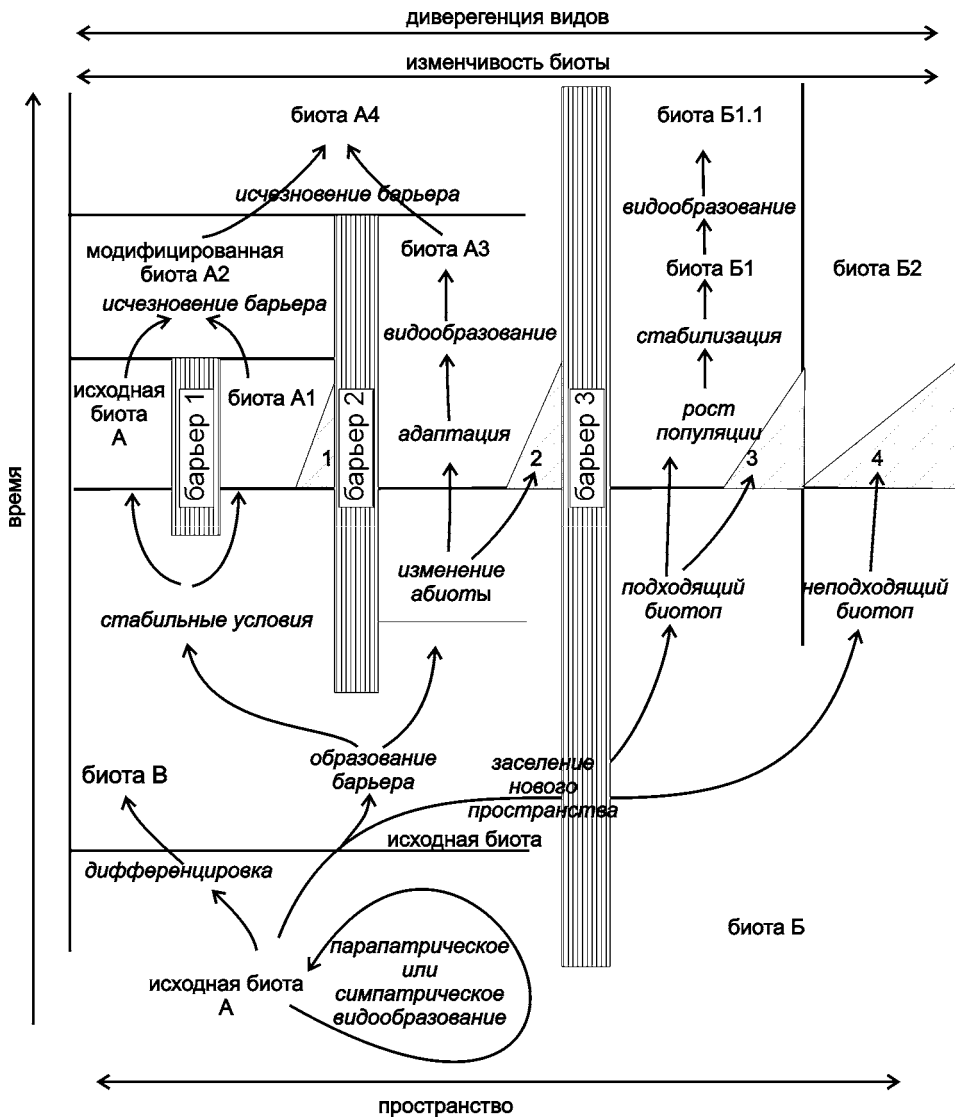 диверегенция видов
изменчивость биоты
биота А4
биота Б1.1
исчезновение барьера
видообразование
модифицированная
биота А2
биота А3
биота Б1
биота Б2
исчезновение барьера
видообразование
стабилизация
исходная
биота
А
барьер 1
биота А1
барьер 2
адаптация
барьер 3
рост
популяции
1
2
3
4
время
стабильные условия
изменение
абиоты
подходящий
биотоп
неподходящий
биотоп
образование
барьера
биота В
заселение
нового
пространства
исходная биота
дифференцировка
биота Б
исходная биота
А
парапатрическое
или
симпатрическое
видообразование
пространство